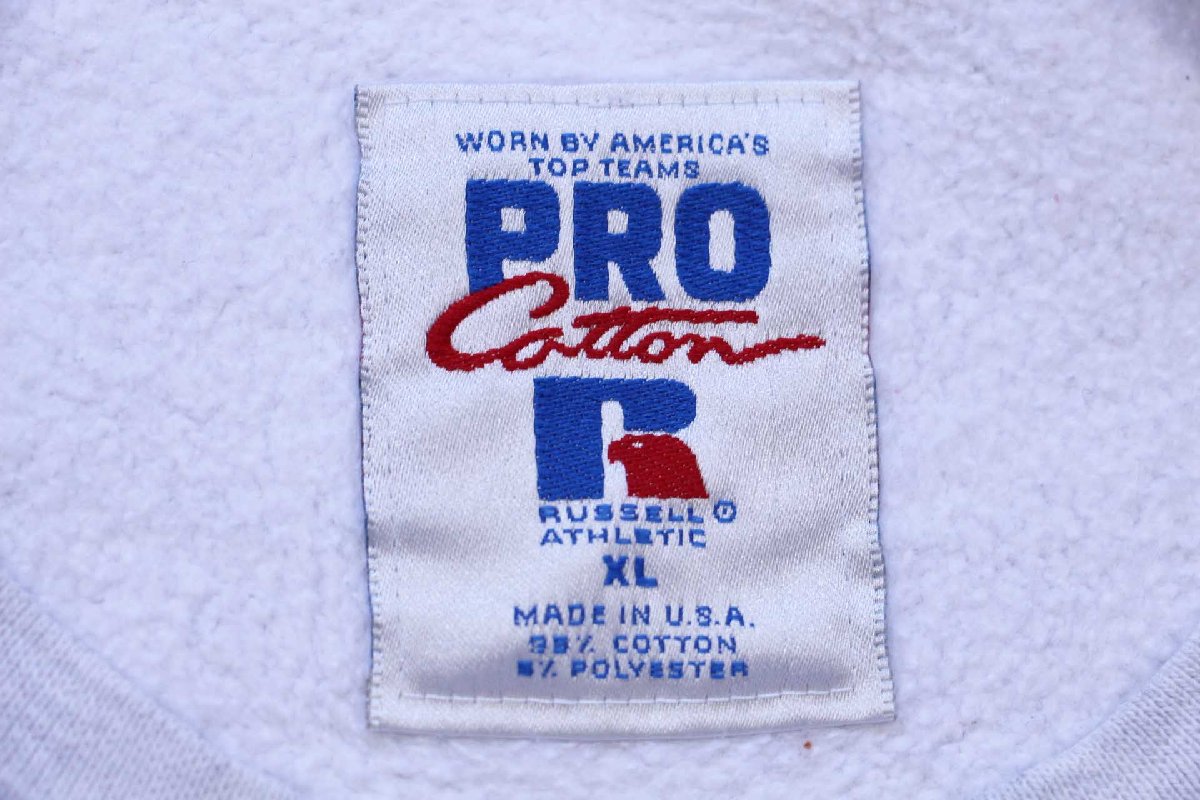 WORN BY AMERICA'S
TOP TEAMS
PRO
Cotton
R
RUSSELL ®
ATHLETIC
XL
MADE IN U.S.A.
95% COTTON
5% POLYESTER